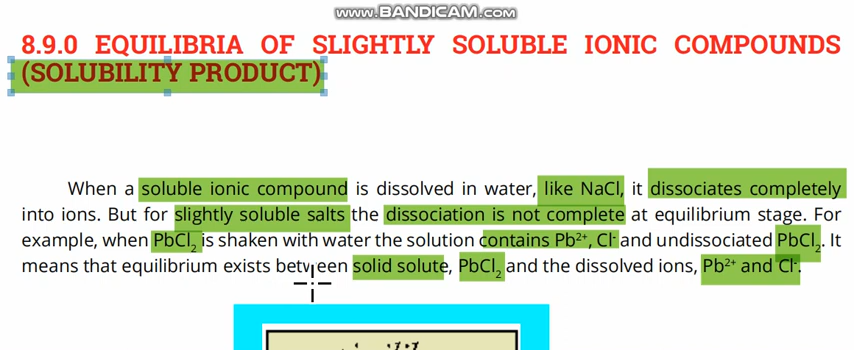 www.BANDICAM.com
8.9.0 EQUILIBRIA OF SLIGHTLY SOLUBLE IONIC COMPOUNDS
(SOLUBILITY PRODUCT)
When a soluble ionic compound is dissolved in water, like NaCl, it dissociates completely
into ions. But for slightly soluble salts the dissociation is not complete at equilibrium stage. For
example, when PbCl₂ is shaken with water the solution contains Pb²⁺, Cl⁻ and undissociated PbCl₂. It
means that equilibrium exists between solid solute, PbCl₂ and the dissolved ions, Pb²⁺ and Cl⁻.